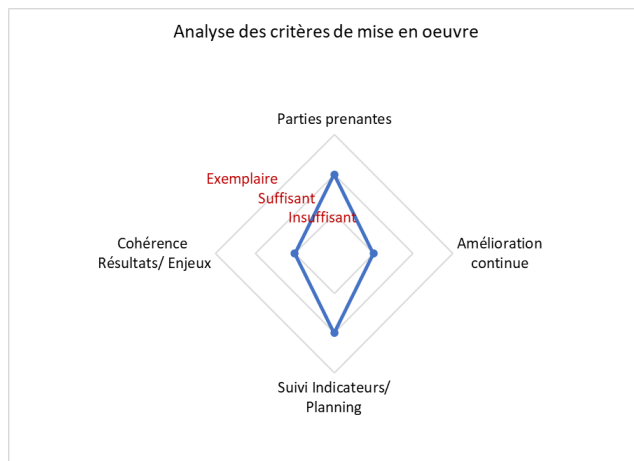 Analyse des critères de mise en oeuvre
Parties prenantes
Exemplaire
Suffisant
Insuffisant
Cohérence
Résultats/ Enjeux
Amélioration
continue
Suivi Indicateurs/
Planning